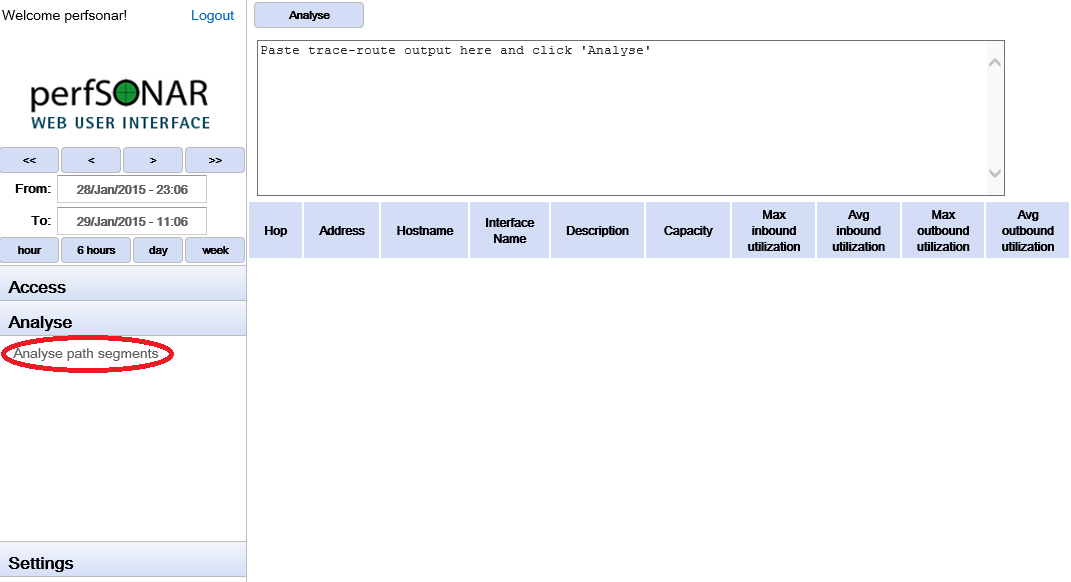 Welcome perfsonar! Logout
perfSONAR
WEB USER INTERFACE
<< < > >>
From: 28/Jan/2015 - 23:06
To: 29/Jan/2015 - 11:06
hour 6 hours day week
Access
Analyse
Analyse path segments
Settings
Analyse
Paste trace-route output here and click 'Analyse'
Hop Address Hostname Interface Name Description Capacity Max inbound utilization Avg inbound utilization Max outbound utilization Avg outbound utilization